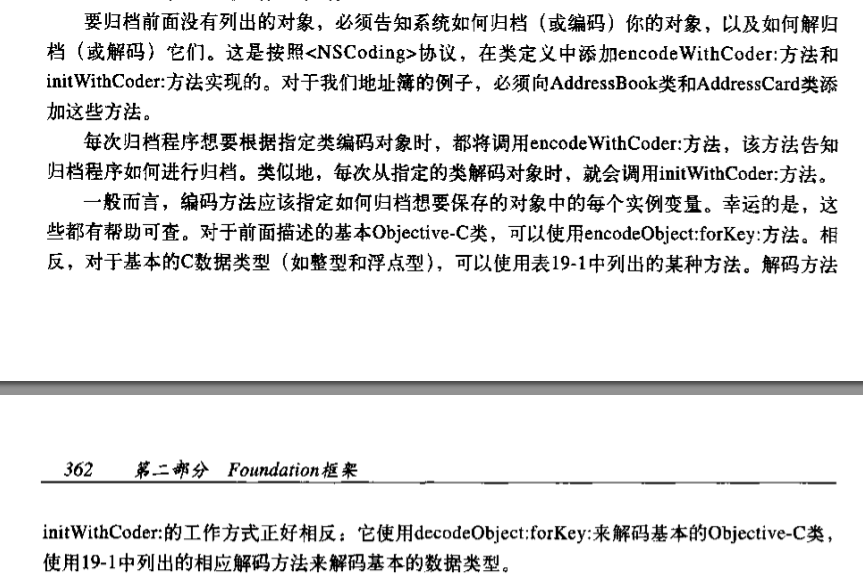 要归档前面没有列出的对象，必须告知系统如何归档（或编码）你的对象，以及如何解归
档（或解码）它们。这是按照<NSCoding>协议，在类定义中添加encodeWithCoder:方法和
initWithCoder:方法实现的。对于我们地址簿的例子，必须向AddressBook类和AddressCard类添
加这些方法。
每次归档程序想要根据指定类编码对象时，都将调用encodeWithCoder:方法，该方法告知
归档程序如何进行归档。类似地，每次从指定的类解码对象时，就会调用initWithCoder:方法。
一般而言，编码方法应该指定如何归档想要保存的对象中的每个实例变量。幸运的是，这
些都有帮助可查。对于前面描述的基本Objective-C类，可以使用encodeObject:forKey:方法。相
反，对于基本的C数据类型（如整型和浮点型），可以使用表19-1中列出的某种方法。解码方法
362 第二部分 Foundation框架
initWithCoder:的工作方式正好相反：它使用decodeObject:forKey:来解码基本的Objective-C类，
使用19-1中列出的相应解码方法来解码基本的数据类型。